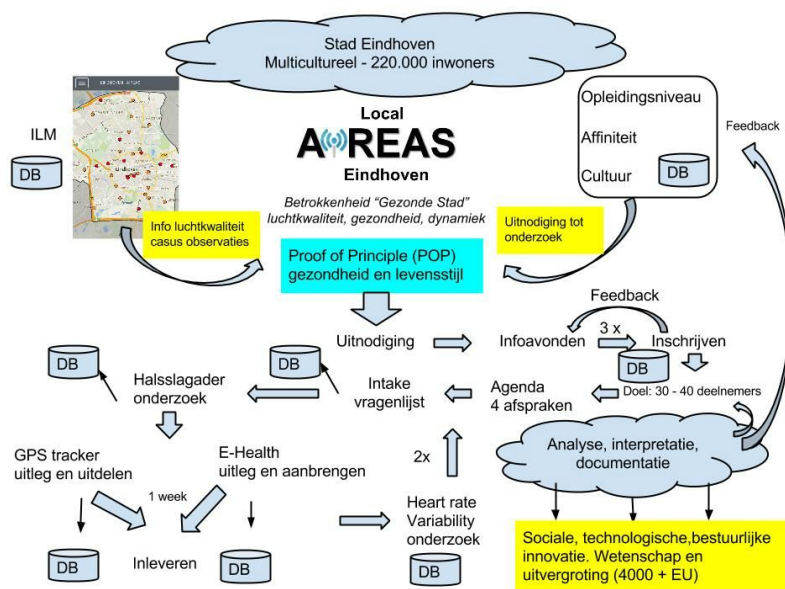 Stad Eindhoven
Multicultureel - 220.000 inwoners
ILM
DB
Local
AiREAS
Eindhoven
Betrokkenheid “Gezonde Stad”
luchtkwaliteit, gezondheid, dynamiek
Opleidingsniveau
Affiniteit
Cultuur
DB
Feedback
Info luchtkwaliteit
casus observaties
Uitnodiging tot
onderzoek
Proof of Principle (POP)
gezondheid en levensstijl
Feedback
Uitnodiging
Infoavonden
3 x
Inschrijven
DB
Doel: 30 - 40 deelnemers
Agenda
4 afspraken
DB
Intake
vragenlijst
DB
Halsslagader
onderzoek
GPS tracker
uitleg en uitdelen
E-Health
uitleg en aanbrengen
1 week
2x
DB
Inleveren
DB
Heart rate
Variability
onderzoek
DB
Analyse, interpretatie,
documentatie
Sociale, technologische,bestuurlijke
innovatie. Wetenschap en
uitvergroting (4000 + EU)